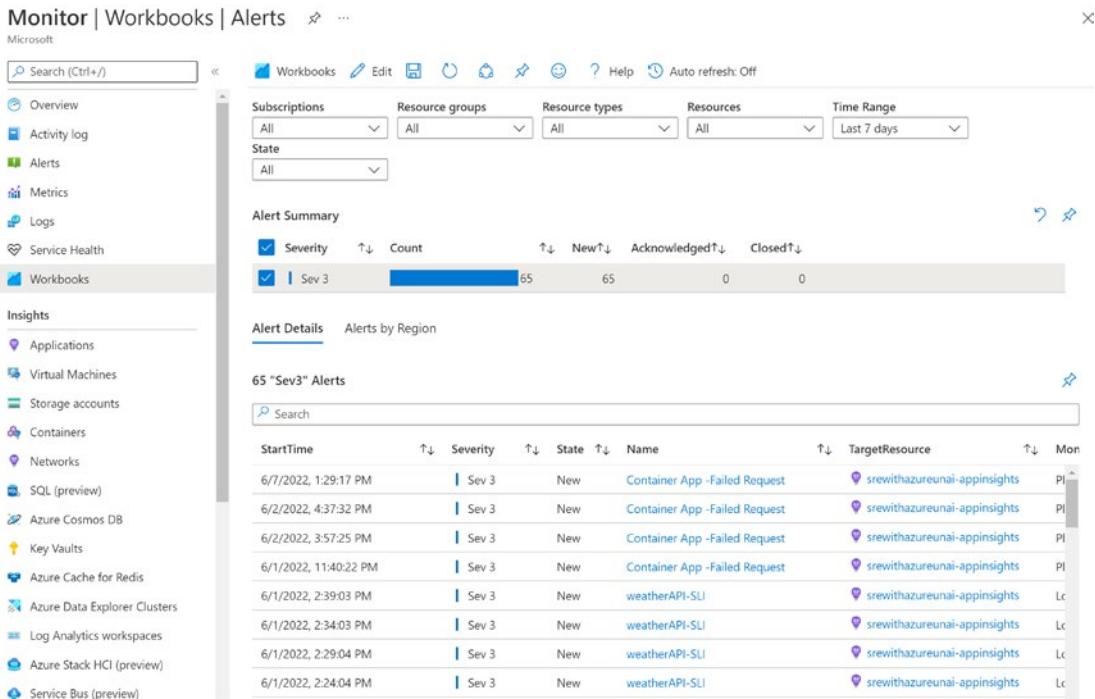 Monitor | Workbooks | Alerts ...
Microsoft
Search (Ctrl+/) «
Workbooks Edit Help Auto refresh: Off
Overview
Activity log
Alerts
Metrics
Logs
Service Health
Workbooks
Insights
Applications
Virtual Machines
Storage accounts
Containers
Networks
SQL (preview)
Azure Cosmos DB
Key Vaults
Azure Cache for Redis
Azure Data Explorer Clusters
Log Analytics workspaces
Azure Stack HCI (preview)
Service Bus (preview)
Subscriptions Resource groups Resource types Resources Time Range
All All All All Last 7 days
State
All
Alert Summary
Severity ↑↓ Count ↑↓ New↑↓ Acknowledged↑↓ Closed↑↓
Sev 3 65 65 0 0
Alert Details Alerts by Region
65 "Sev3" Alerts
Search
StartTime ↑↓ Severity ↑↓ State ↑↓ Name ↑↓ TargetResource ↑↓ Mon
6/7/2022, 1:29:17 PM Sev 3 New Container App -Failed Request srewithazureunai-appinsights Pl
6/2/2022, 4:37:32 PM Sev 3 New Container App -Failed Request srewithazureunai-appinsights Pl
6/2/2022, 3:57:25 PM Sev 3 New Container App -Failed Request srewithazureunai-appinsights Pl
6/1/2022, 11:40:22 PM Sev 3 New Container App -Failed Request srewithazureunai-appinsights Pl
6/1/2022, 2:39:03 PM Sev 3 New weatherAPI-SLI srewithazureunai-appinsights Lo
6/1/2022, 2:34:03 PM Sev 3 New weatherAPI-SLI srewithazureunai-appinsights Lo
6/1/2022, 2:29:04 PM Sev 3 New weatherAPI-SLI srewithazureunai-appinsights Lo
6/1/2022, 2:24:04 PM Sev 3 New weatherAPI-SLI srewithazureunai-appinsights Lo